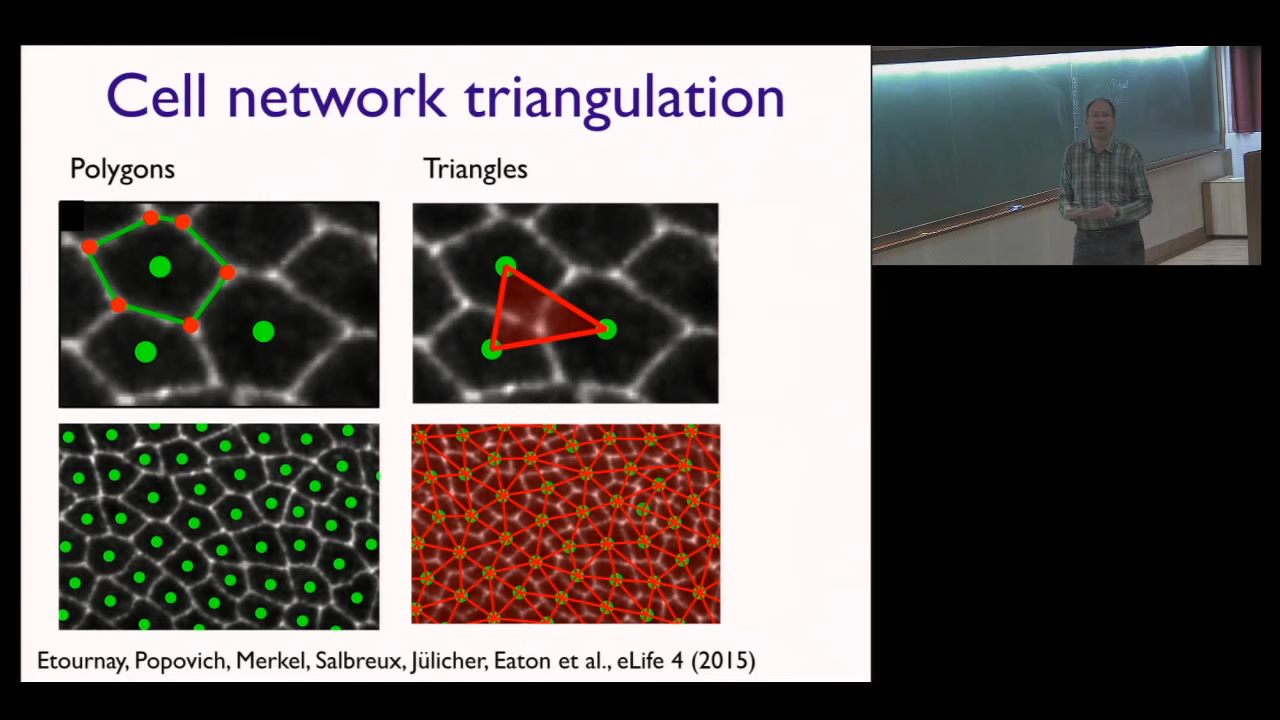 Cell network triangulation
Polygons
Triangles
Etournay, Popovich, Merkel, Salbreux, Jülicher, Eaton et al., eLife 4 (2015)